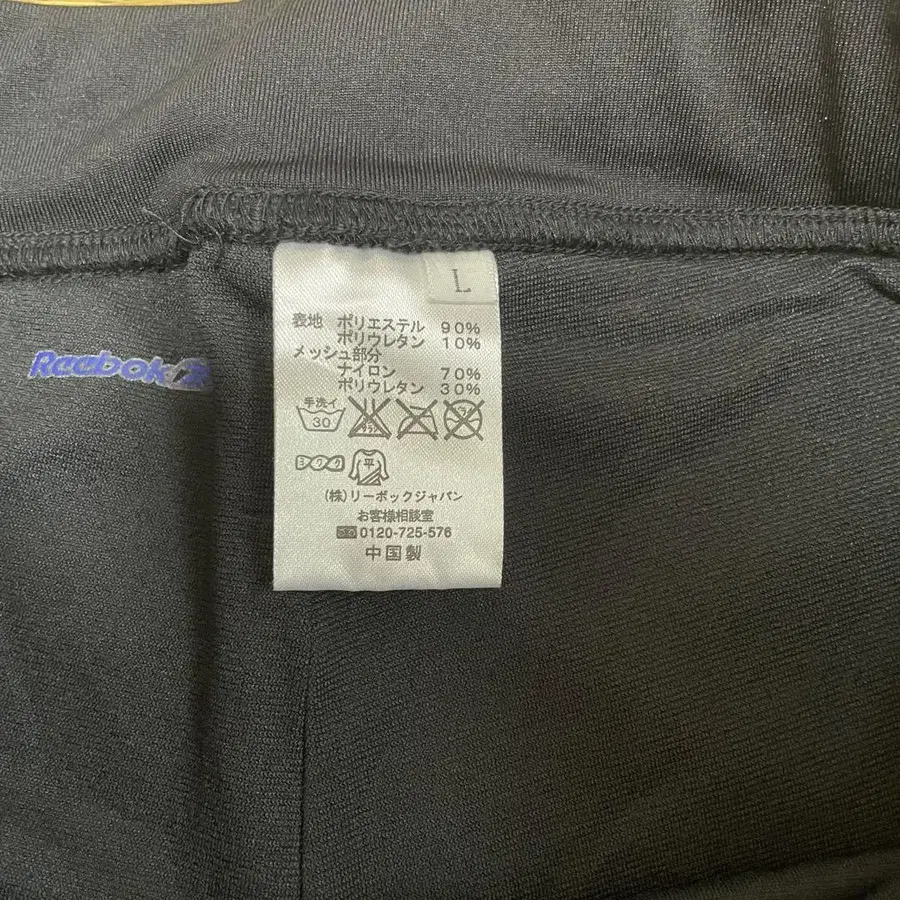 L
表地 ポリエステル 90%
ポリウレタン 10%
メッシュ部分
ナイロン 70%
ポリウレタン 30%
手洗イ
30
平
(株)リーボックジャパン
お客様相談室
0120-725-576
中国製
Reebok